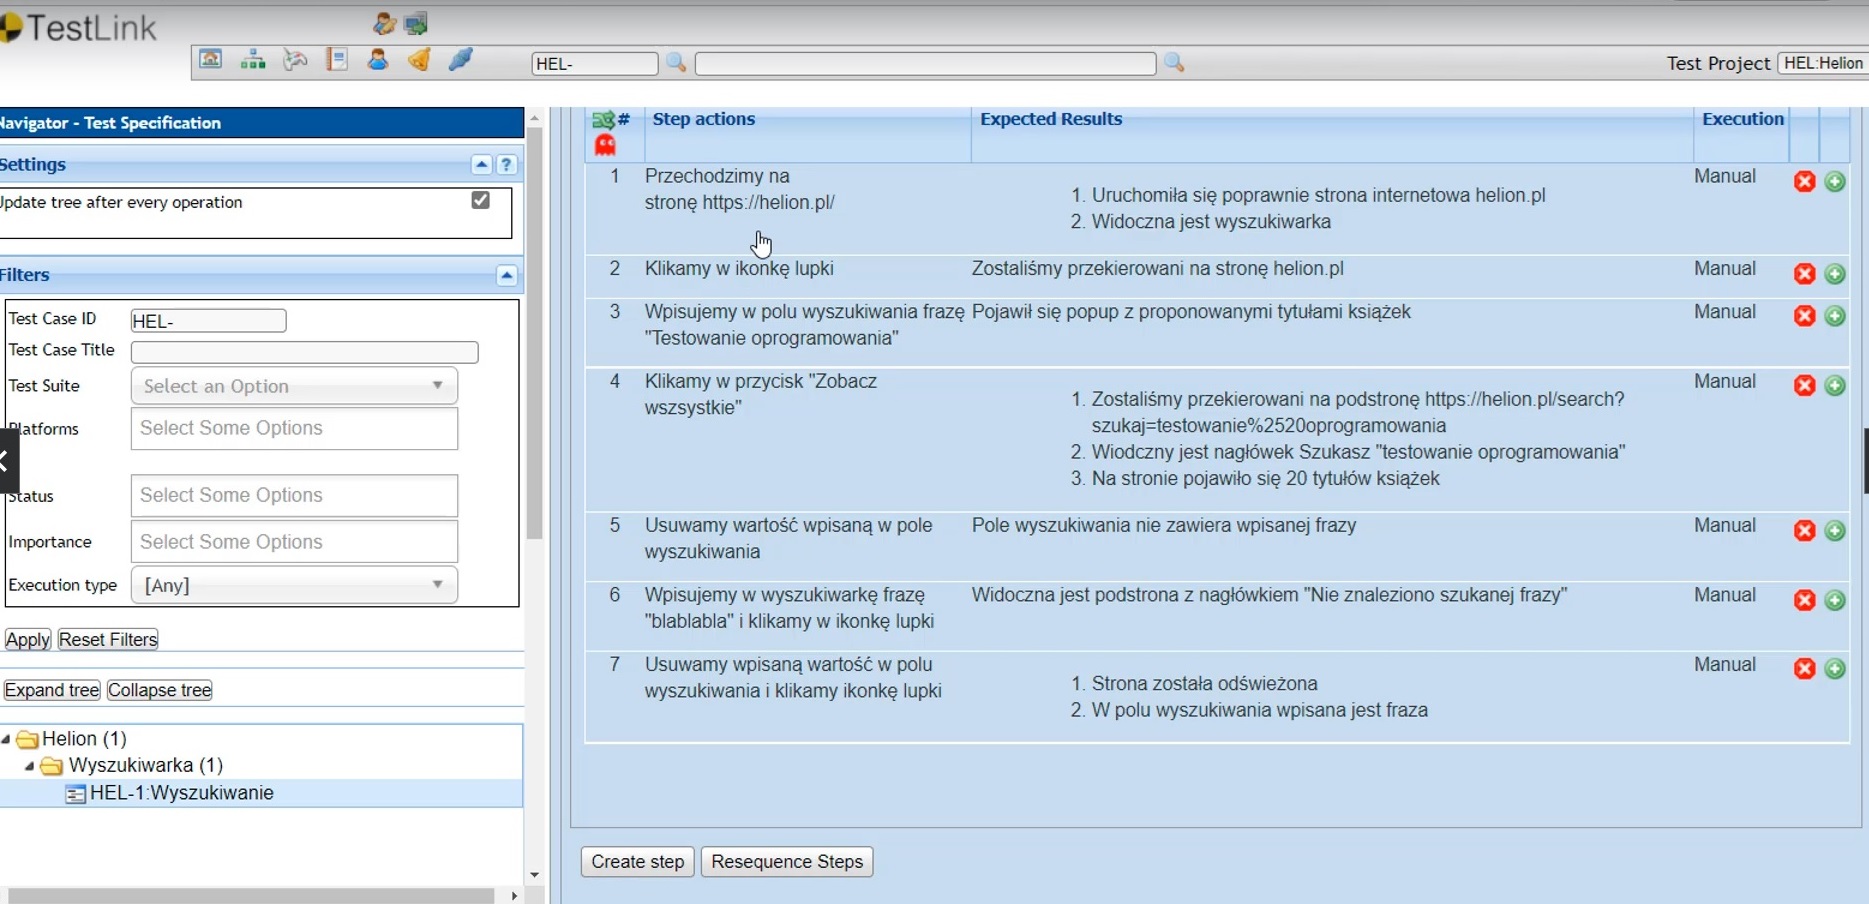 TestLink
HEL-
Test Project HEL:Helion
Navigator - Test Specification
Settings
?
Update tree after every operation
Filters
Test Case ID HEL-
Test Case Title
Test Suite Select an Option
Platforms Select Some Options
Status Select Some Options
Importance Select Some Options
Execution type [Any]
Apply Reset Filters
Expand tree Collapse tree
Helion (1)
Wyszukiwarka (1)
HEL-1:Wyszukiwanie
# Step actions Expected Results Execution
1 Przechodzimy na
stronę https://helion.pl/
1. Uruchomiła się poprawnie strona internetowa helion.pl
2. Widoczna jest wyszukiwarka
Manual
2 Klikamy w ikonkę lupki Zostaliśmy przekierowani na stronę helion.pl Manual
3 Wpisujemy w polu wyszukiwania frazę
"Testowanie oprogramowania"
Pojawił się popup z proponowanymi tytułami książek Manual
4 Klikamy w przycisk "Zobacz
wszsystkie"
1. Zostaliśmy przekierowani na podstronę https://helion.pl/search?
szukaj=testowanie%2520oprogramowania
2. Wiodczny jest nagłówek Szukasz "testowanie oprogramowania"
3. Na stronie pojawiło się 20 tytułów książek
Manual
5 Usuwamy wartość wpisaną w pole
wyszukiwania
Pole wyszukiwania nie zawiera wpisanej frazy Manual
6 Wpisujemy w wyszukiwarkę frazę
"blablabla" i klikamy w ikonkę lupki
Widoczna jest podstrona z nagłówkiem "Nie znaleziono szukanej frazy" Manual
7 Usuwamy wpisaną wartość w polu
wyszukiwania i klikamy ikonkę lupki
1. Strona została odświeżona
2. W polu wyszukiwania wpisana jest fraza
Manual
Create step Resequence Steps